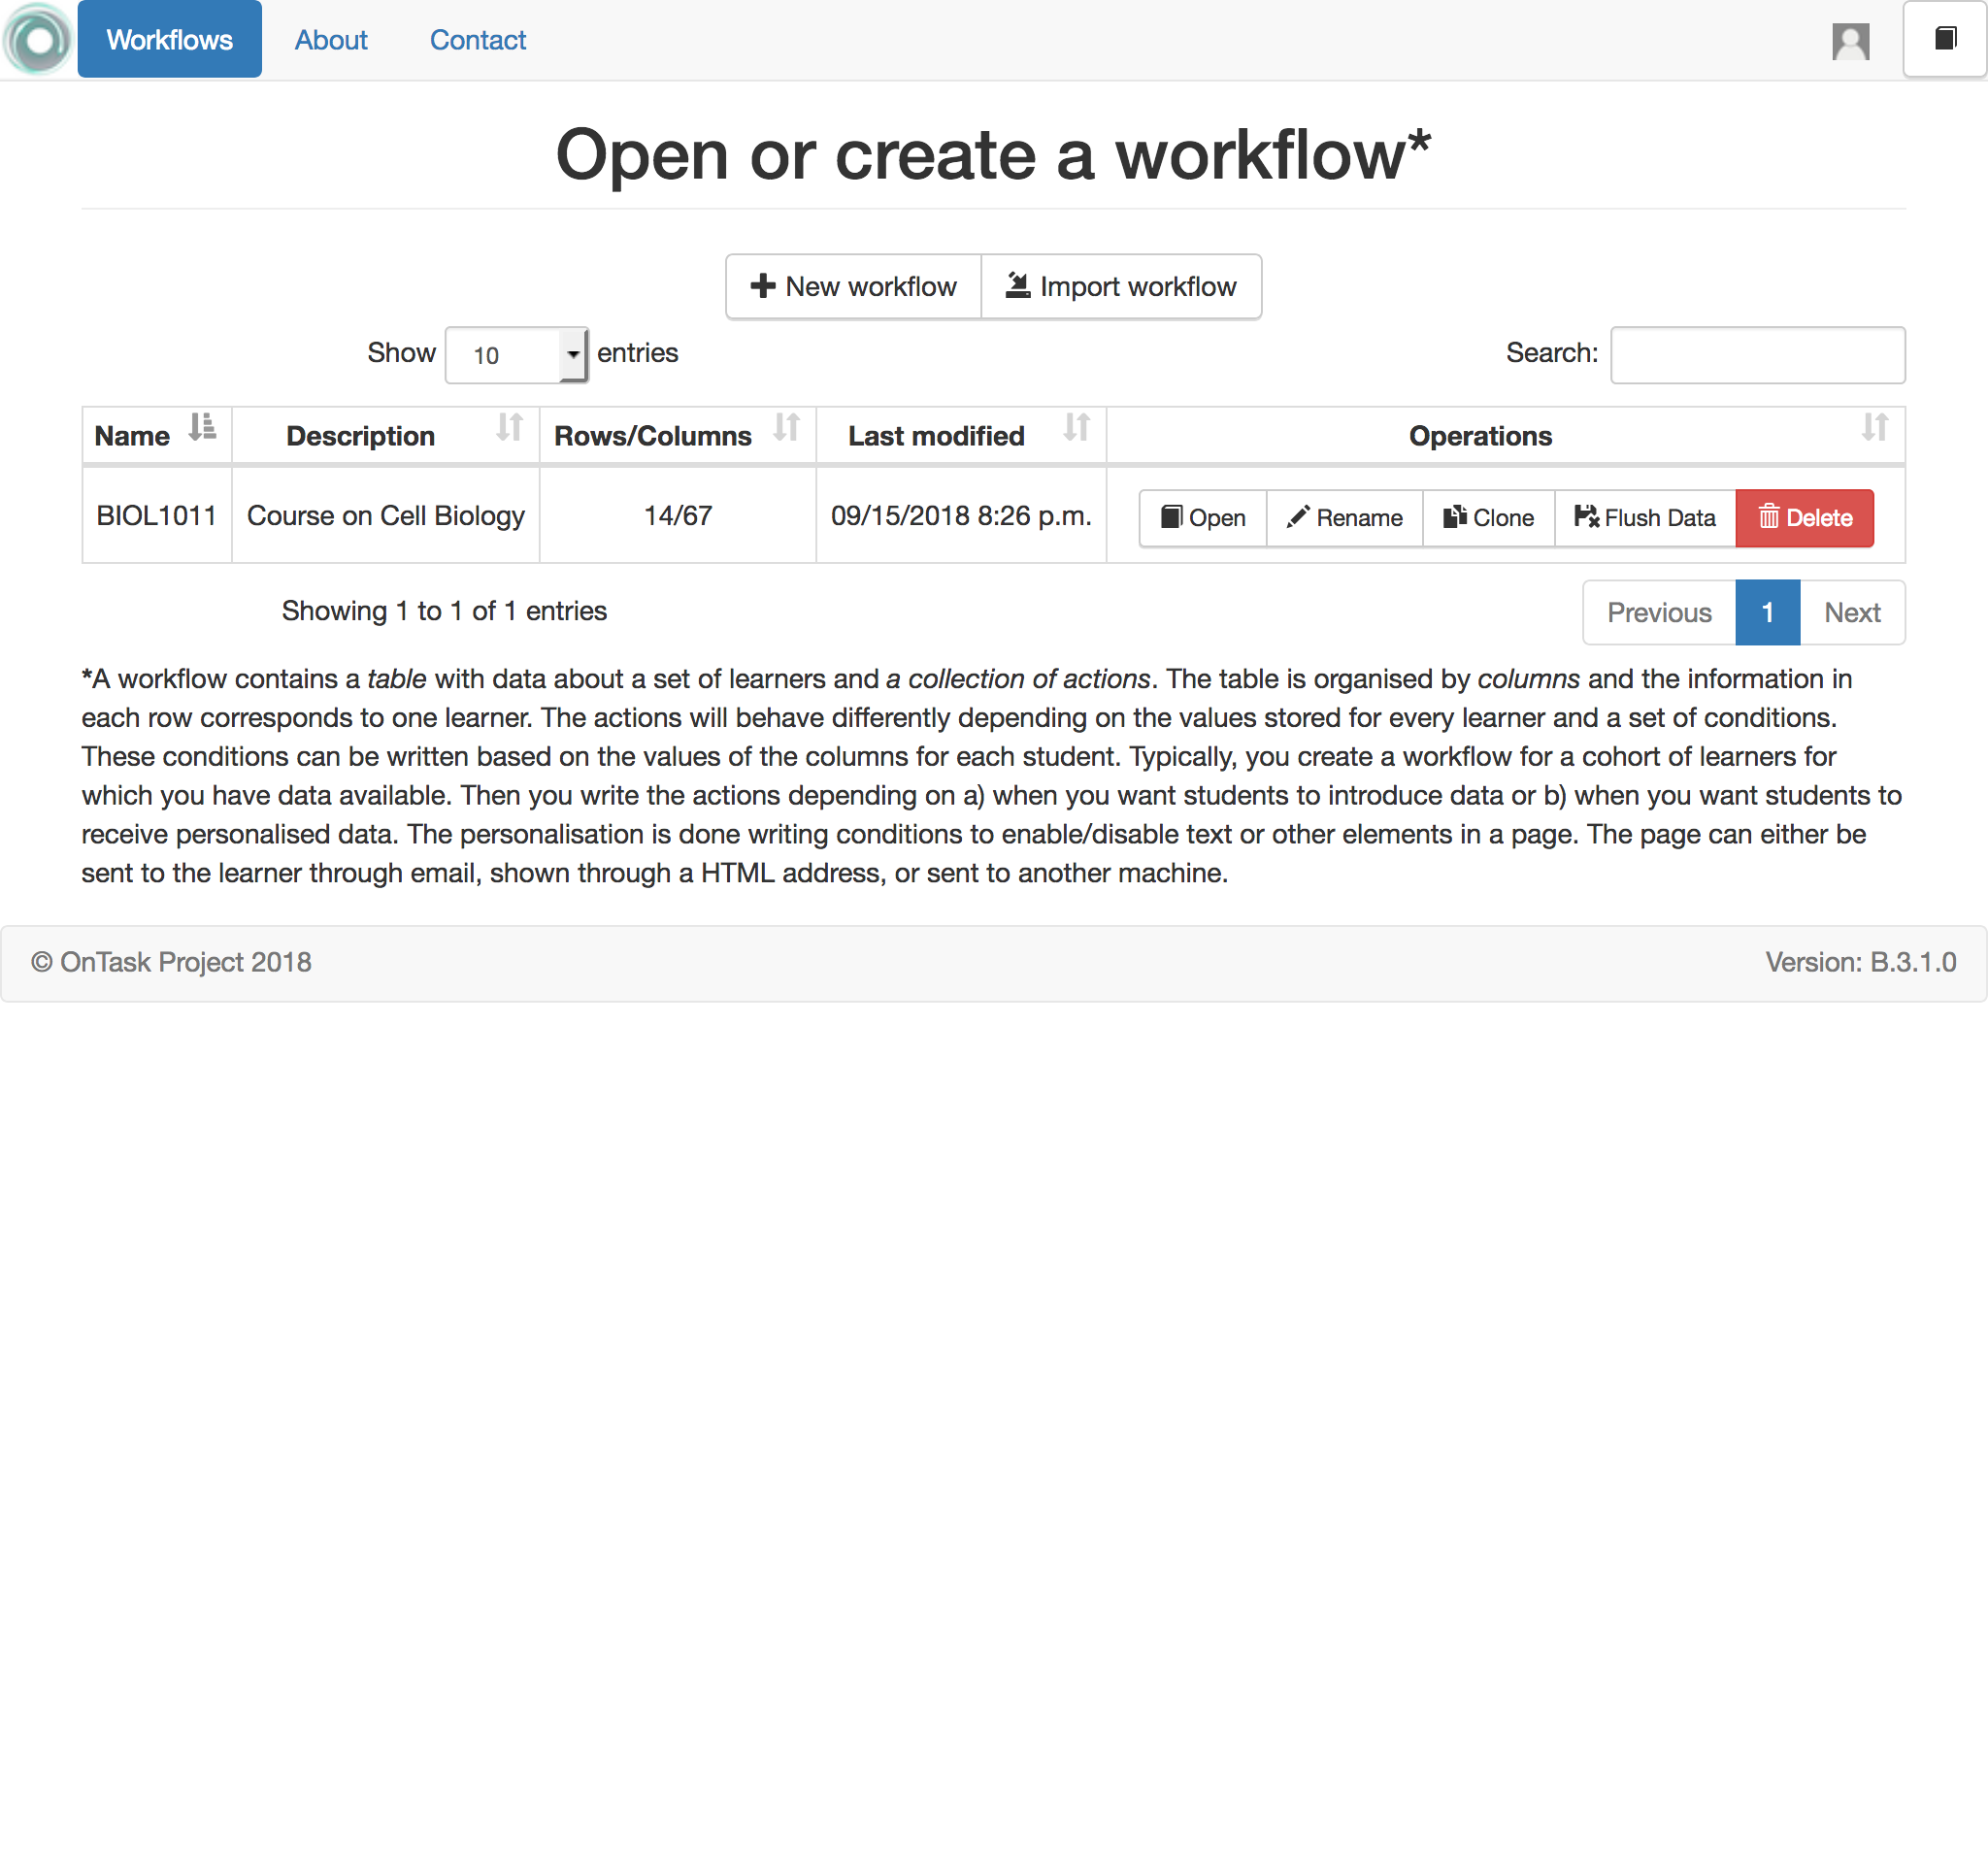 Workflows About Contact
Open or create a workflow*
New workflow Import workflow
Show 10 entries Search:
Name Description Rows/Columns Last modified Operations
BIOL1011 Course on Cell Biology 14/67 09/15/2018 8:26 p.m. Open Rename Clone Flush Data Delete
Showing 1 to 1 of 1 entries Previous 1 Next
*A workflow contains a table with data about a set of learners and a collection of actions. The table is organised by columns and the information in
each row corresponds to one learner. The actions will behave differently depending on the values stored for every learner and a set of conditions.
These conditions can be written based on the values of the columns for each student. Typically, you create a workflow for a cohort of learners for
which you have data available. Then you write the actions depending on a) when you want students to introduce data or b) when you want students to
receive personalised data. The personalisation is done writing conditions to enable/disable text or other elements in a page. The page can either be
sent to the learner through email, shown through a HTML address, or sent to another machine.
© OnTask Project 2018 Version: B.3.1.0